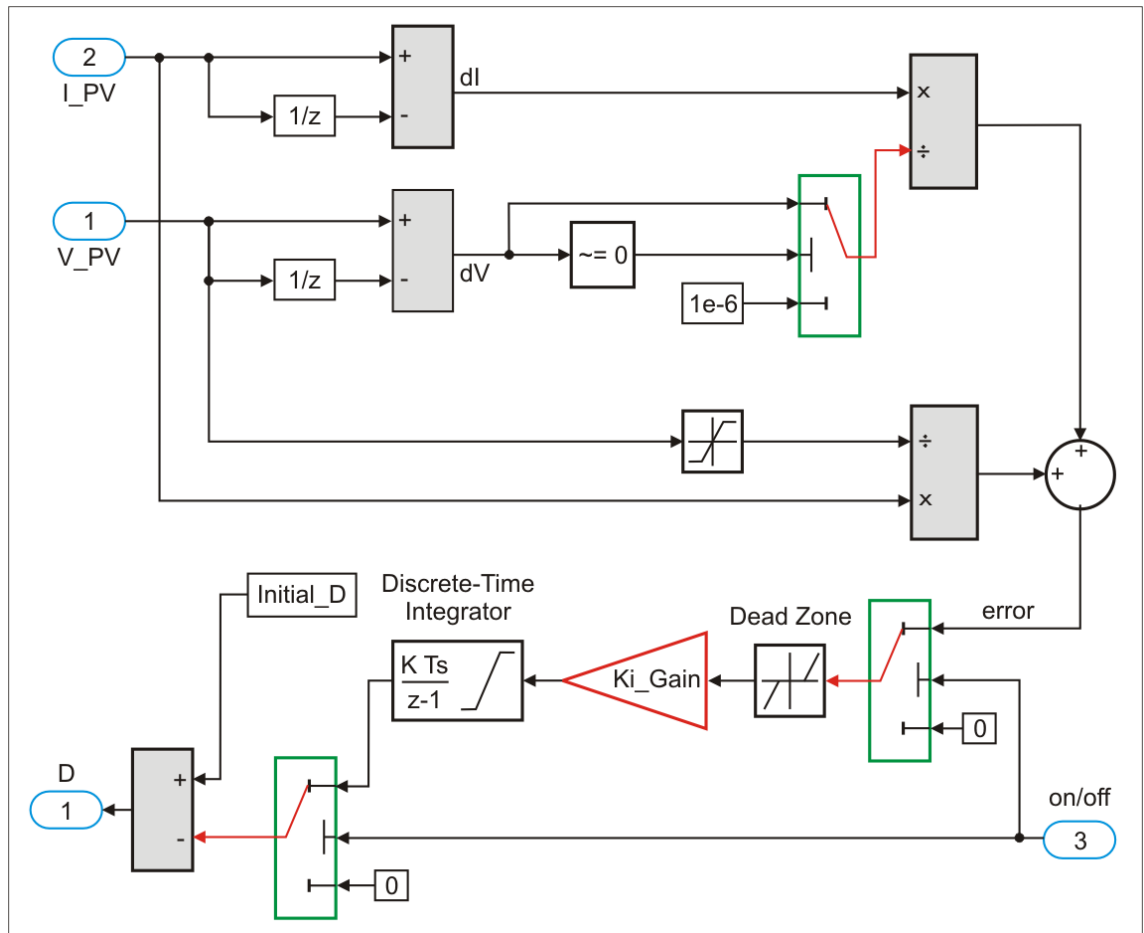 2
I_PV
1/z
+
-
dI
x
÷
1
V_PV
1/z
+
-
dV
~= 0
1e-6
÷
x
+
+
Initial_D
Discrete-Time
Integrator
K Ts
z-1
Ki_Gain
Dead Zone
error
0
D
1
+
-
0
on/off
3